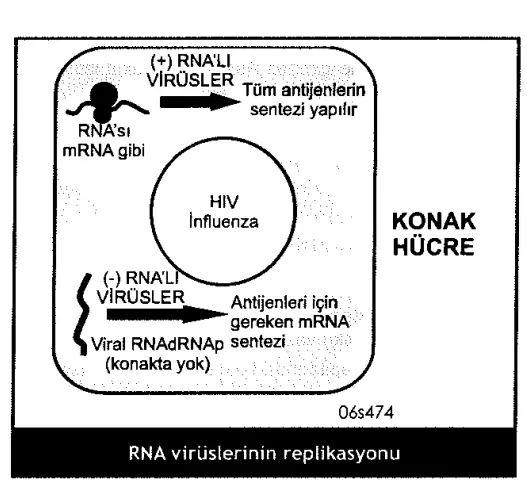 (+) RNA'LI
VİRÜSLER
Tüm antijenlerin
sentezi yapılır
RNA'sı
mRNA gibi
HIV
İnfluenza
KONAK
HÜCRE
(-) RNA'LI
VİRÜSLER
Antijenleri için
gereken mRNA
sentezi
Viral RNAdRNAp
(konakta yok)
06s474
RNA virüslerinin replikasyonu